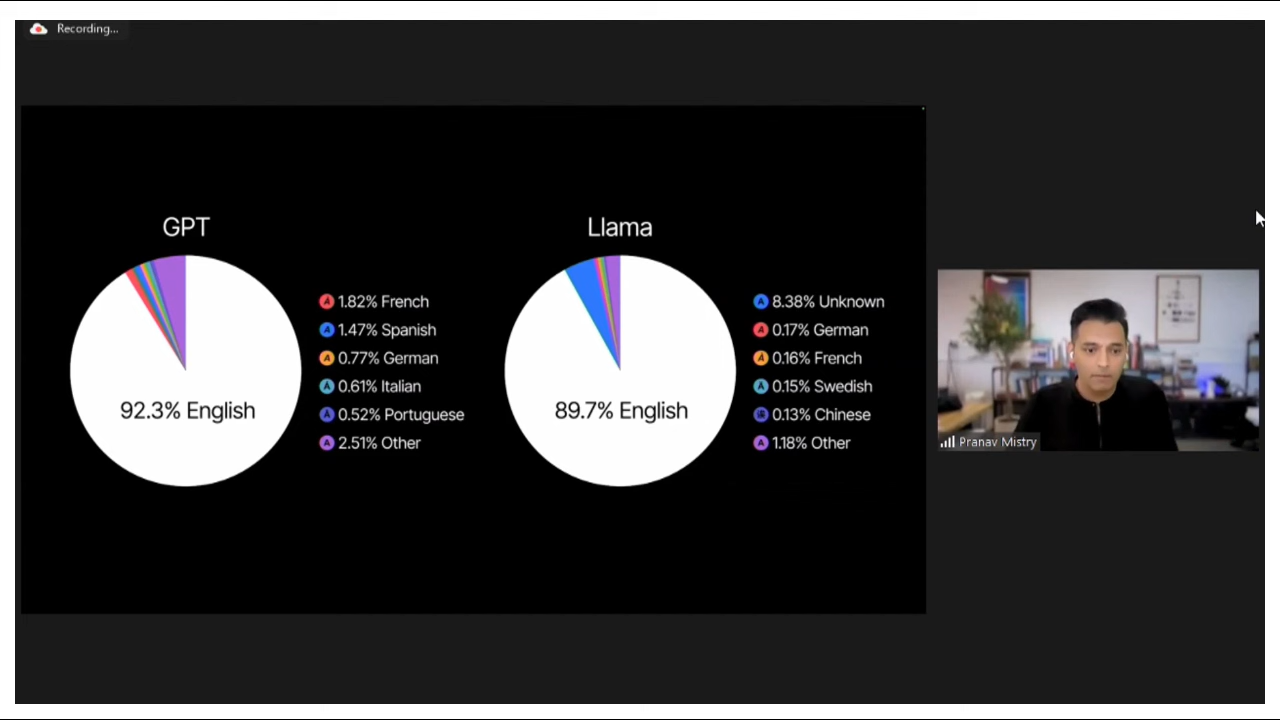 Recording...
GPT
92.3% English
1.82% French
1.47% Spanish
0.77% German
0.61% Italian
0.52% Portuguese
2.51% Other
Llama
89.7% English
8.38% Unknown
0.17% German
0.16% French
0.15% Swedish
0.13% Chinese
1.18% Other
Pranav Mistry